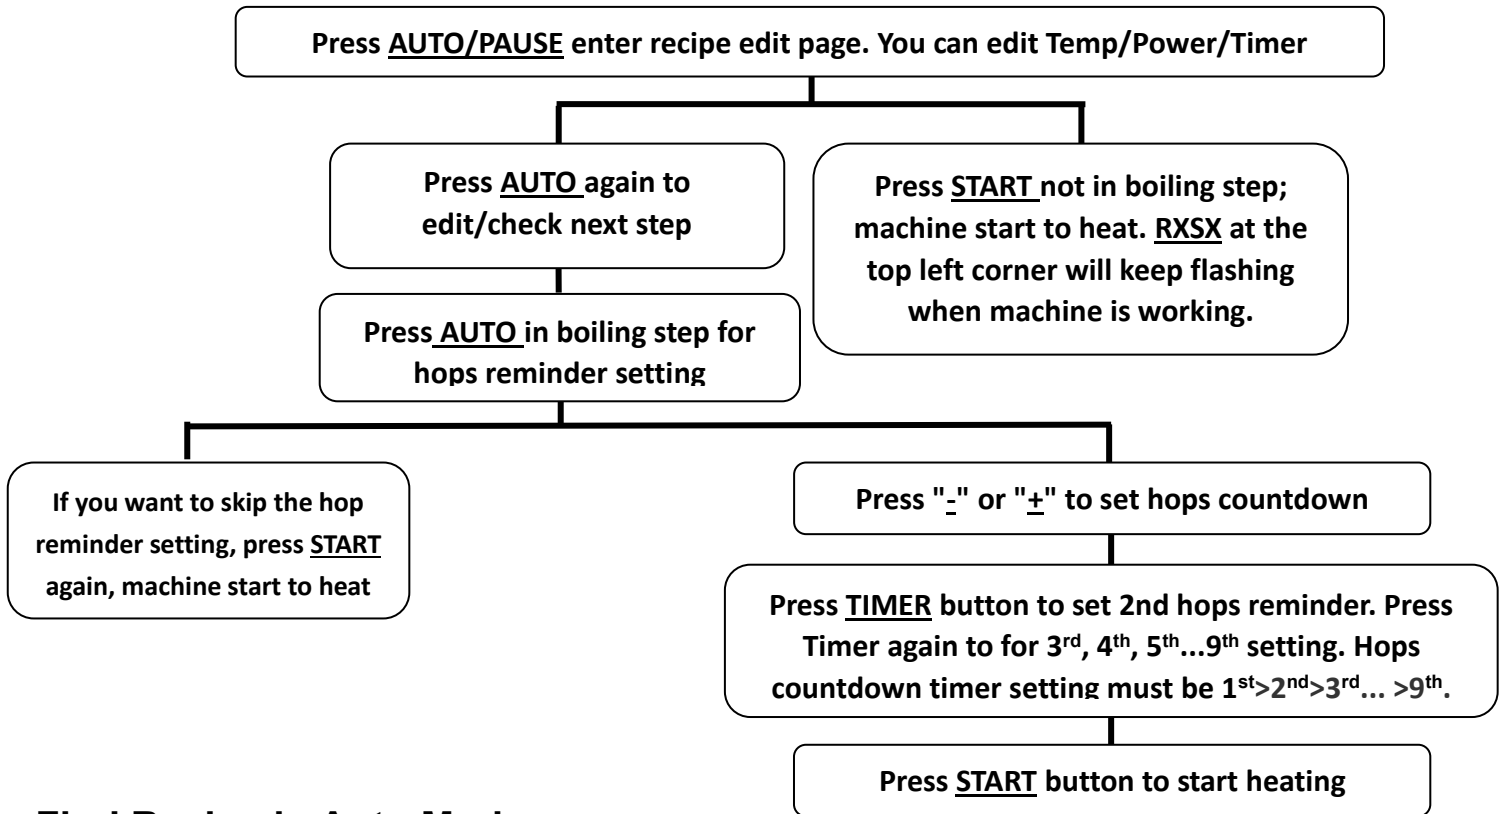 Press AUTO/PAUSE enter recipe edit page. You can edit Temp/Power/Timer
Press AUTO again to
edit/check next step
Press START not in boiling step;
machine start to heat. RXSX at the
top left corner will keep flashing
when machine is working.
Press AUTO in boiling step for
hops reminder setting
If you want to skip the hop
reminder setting, press START
again, machine start to heat
Press "-" or "+" to set hops countdown
Press TIMER button to set 2nd hops reminder. Press
Timer again to for 3rd, 4th, 5th...9th setting. Hops
countdown timer setting must be 1st>2nd>3rd... >9th.
Press START button to start heating